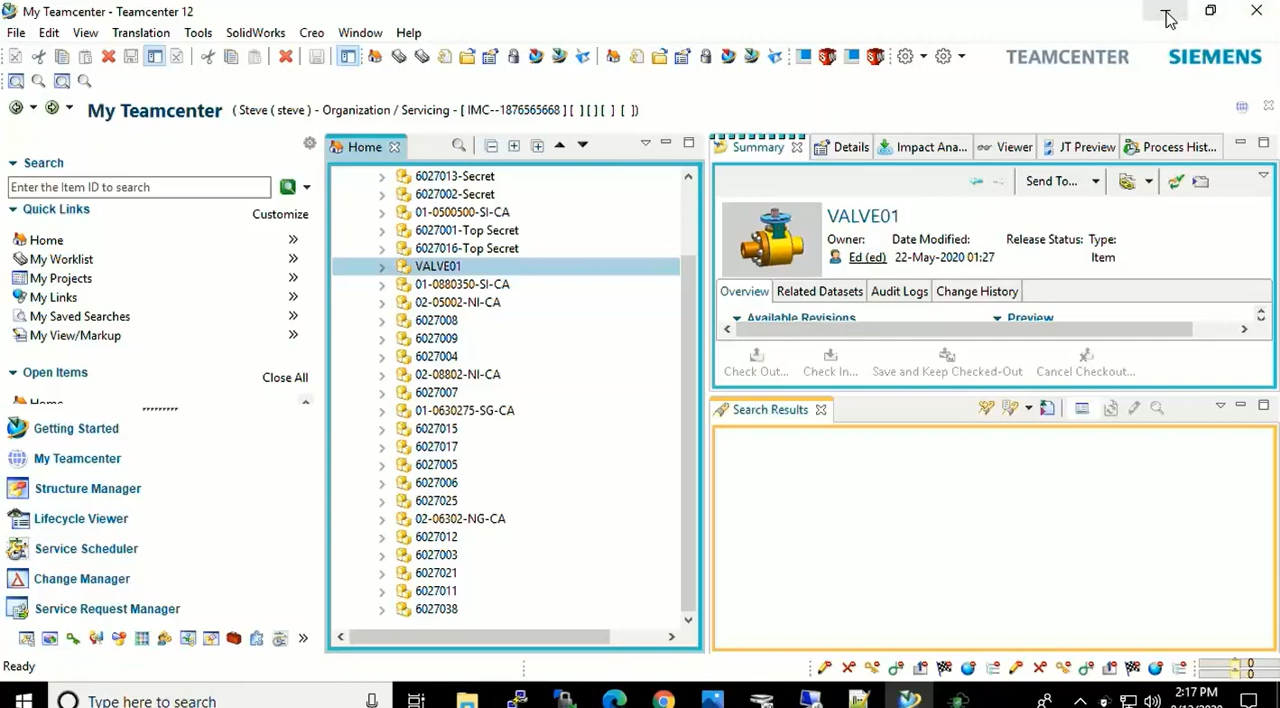 My Teamcenter - Teamcenter 12
File Edit View Translation Tools SolidWorks Creo Window Help
TEAMCENTER SIEMENS
My Teamcenter ( Steve ( steve ) - Organization / Servicing - [ IMC--1876565668 ] [ ] [ ] [ ] [ ] )
Search
Enter the Item ID to search
Quick Links
Customize
Home
My Worklist
My Projects
My Links
My Saved Searches
My View/Markup
Open Items
Close All
Home
Getting Started
My Teamcenter
Structure Manager
Lifecycle Viewer
Service Scheduler
Change Manager
Service Request Manager
Home
6027013-Secret
6027002-Secret
01-0500500-SI-CA
6027001-Top Secret
6027016-Top Secret
VALVE01
01-0880350-SI-CA
02-05002-NI-CA
6027008
6027009
6027004
02-08802-NI-CA
6027007
01-0630275-SG-CA
6027015
6027017
6027005
6027006
6027025
02-06302-NG-CA
6027012
6027003
6027021
6027011
6027038
Summary Details Impact Ana... Viewer JT Preview Process Hist...
Send To...
VALVE01
Owner: Date Modified: Release Status: Type:
Ed (ed) 22-May-2020 01:27 Item
Overview Related Datasets Audit Logs Change History
Available Revisions Preview
Check Out... Check In... Save and Keep Checked-Out Cancel Checkout...
Search Results
Ready
0
0
Type here to search
2:17 PM